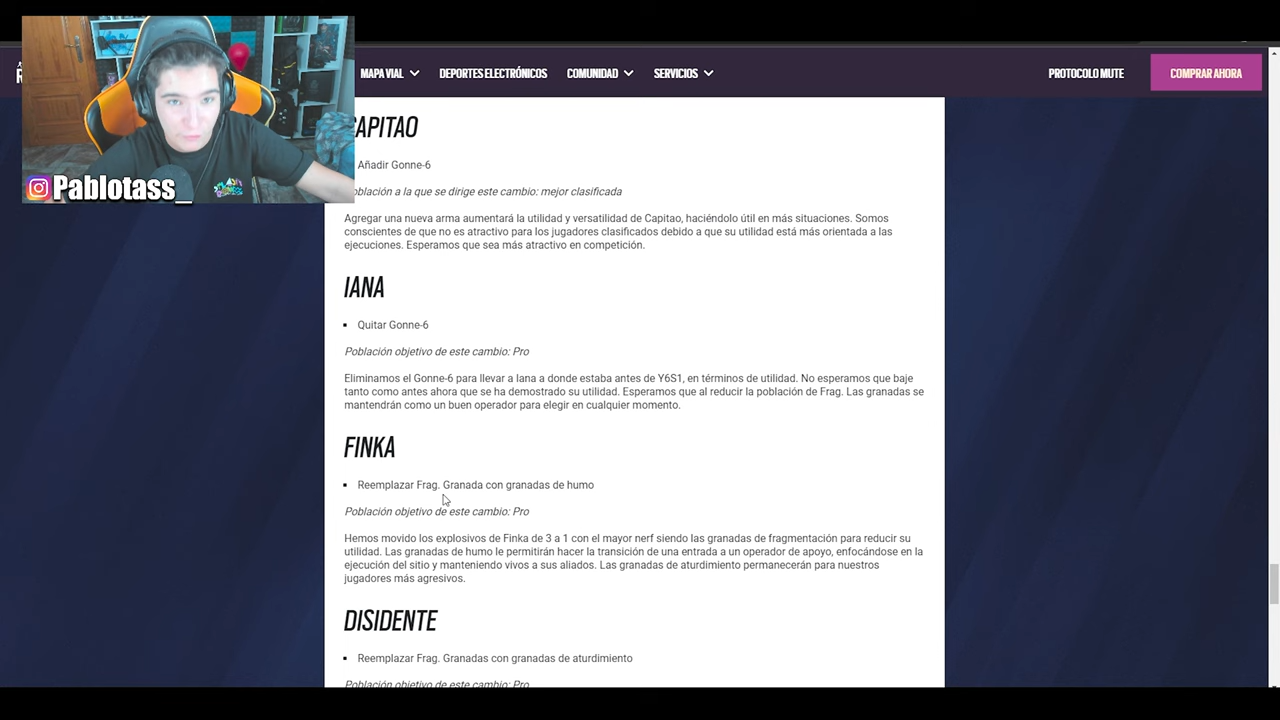 MAPA VIAL
DEPORTES ELECTRÓNICOS
COMUNIDAD
SERVICIOS
PROTOCOLO MUTE
COMPRAR AHORA
Pablotass_
CAPITAO
Añadir Gonne-6
oblación a la que se dirige este cambio: mejor clasificada
Agregar una nueva arma aumentará la utilidad y versatilidad de Capitao, haciéndolo útil en más situaciones. Somos
conscientes de que no es atractivo para los jugadores clasificados debido a que su utilidad está más orientada a las
ejecuciones. Esperamos que sea más atractivo en competición.
IANA
▪ Quitar Gonne-6
Población objetivo de este cambio: Pro
Eliminamos el Gonne-6 para llevar a Iana a donde estaba antes de Y6S1, en términos de utilidad. No esperamos que baje
tanto como antes ahora que se ha demostrado su utilidad. Esperamos que al reducir la población de Frag. Las granadas se
mantendrán como un buen operador para elegir en cualquier momento.
FINKA
▪ Reemplazar Frag. Granada con granadas de humo
Población objetivo de este cambio: Pro
Hemos movido los explosivos de Finka de 3 a 1 con el mayor nerf siendo las granadas de fragmentación para reducir su
utilidad. Las granadas de humo le permitirán hacer la transición de una entrada a un operador de apoyo, enfocándose en la
ejecución del sitio y manteniendo vivos a sus aliados. Las granadas de aturdimiento permanecerán para nuestros
jugadores más agresivos.
DISIDENTE
▪ Reemplazar Frag. Granadas con granadas de aturdimiento
Población objetivo de este cambio: Pro